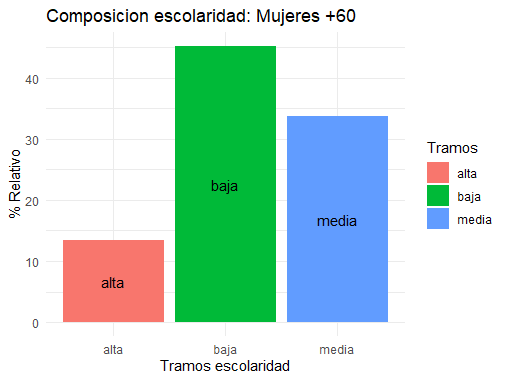 Composicion escolaridad: Mujeres +60
% Relativo
40
30
20
10
0
alta
baja
media
alta
baja
media
Tramos escolaridad
Tramos
alta
baja
media